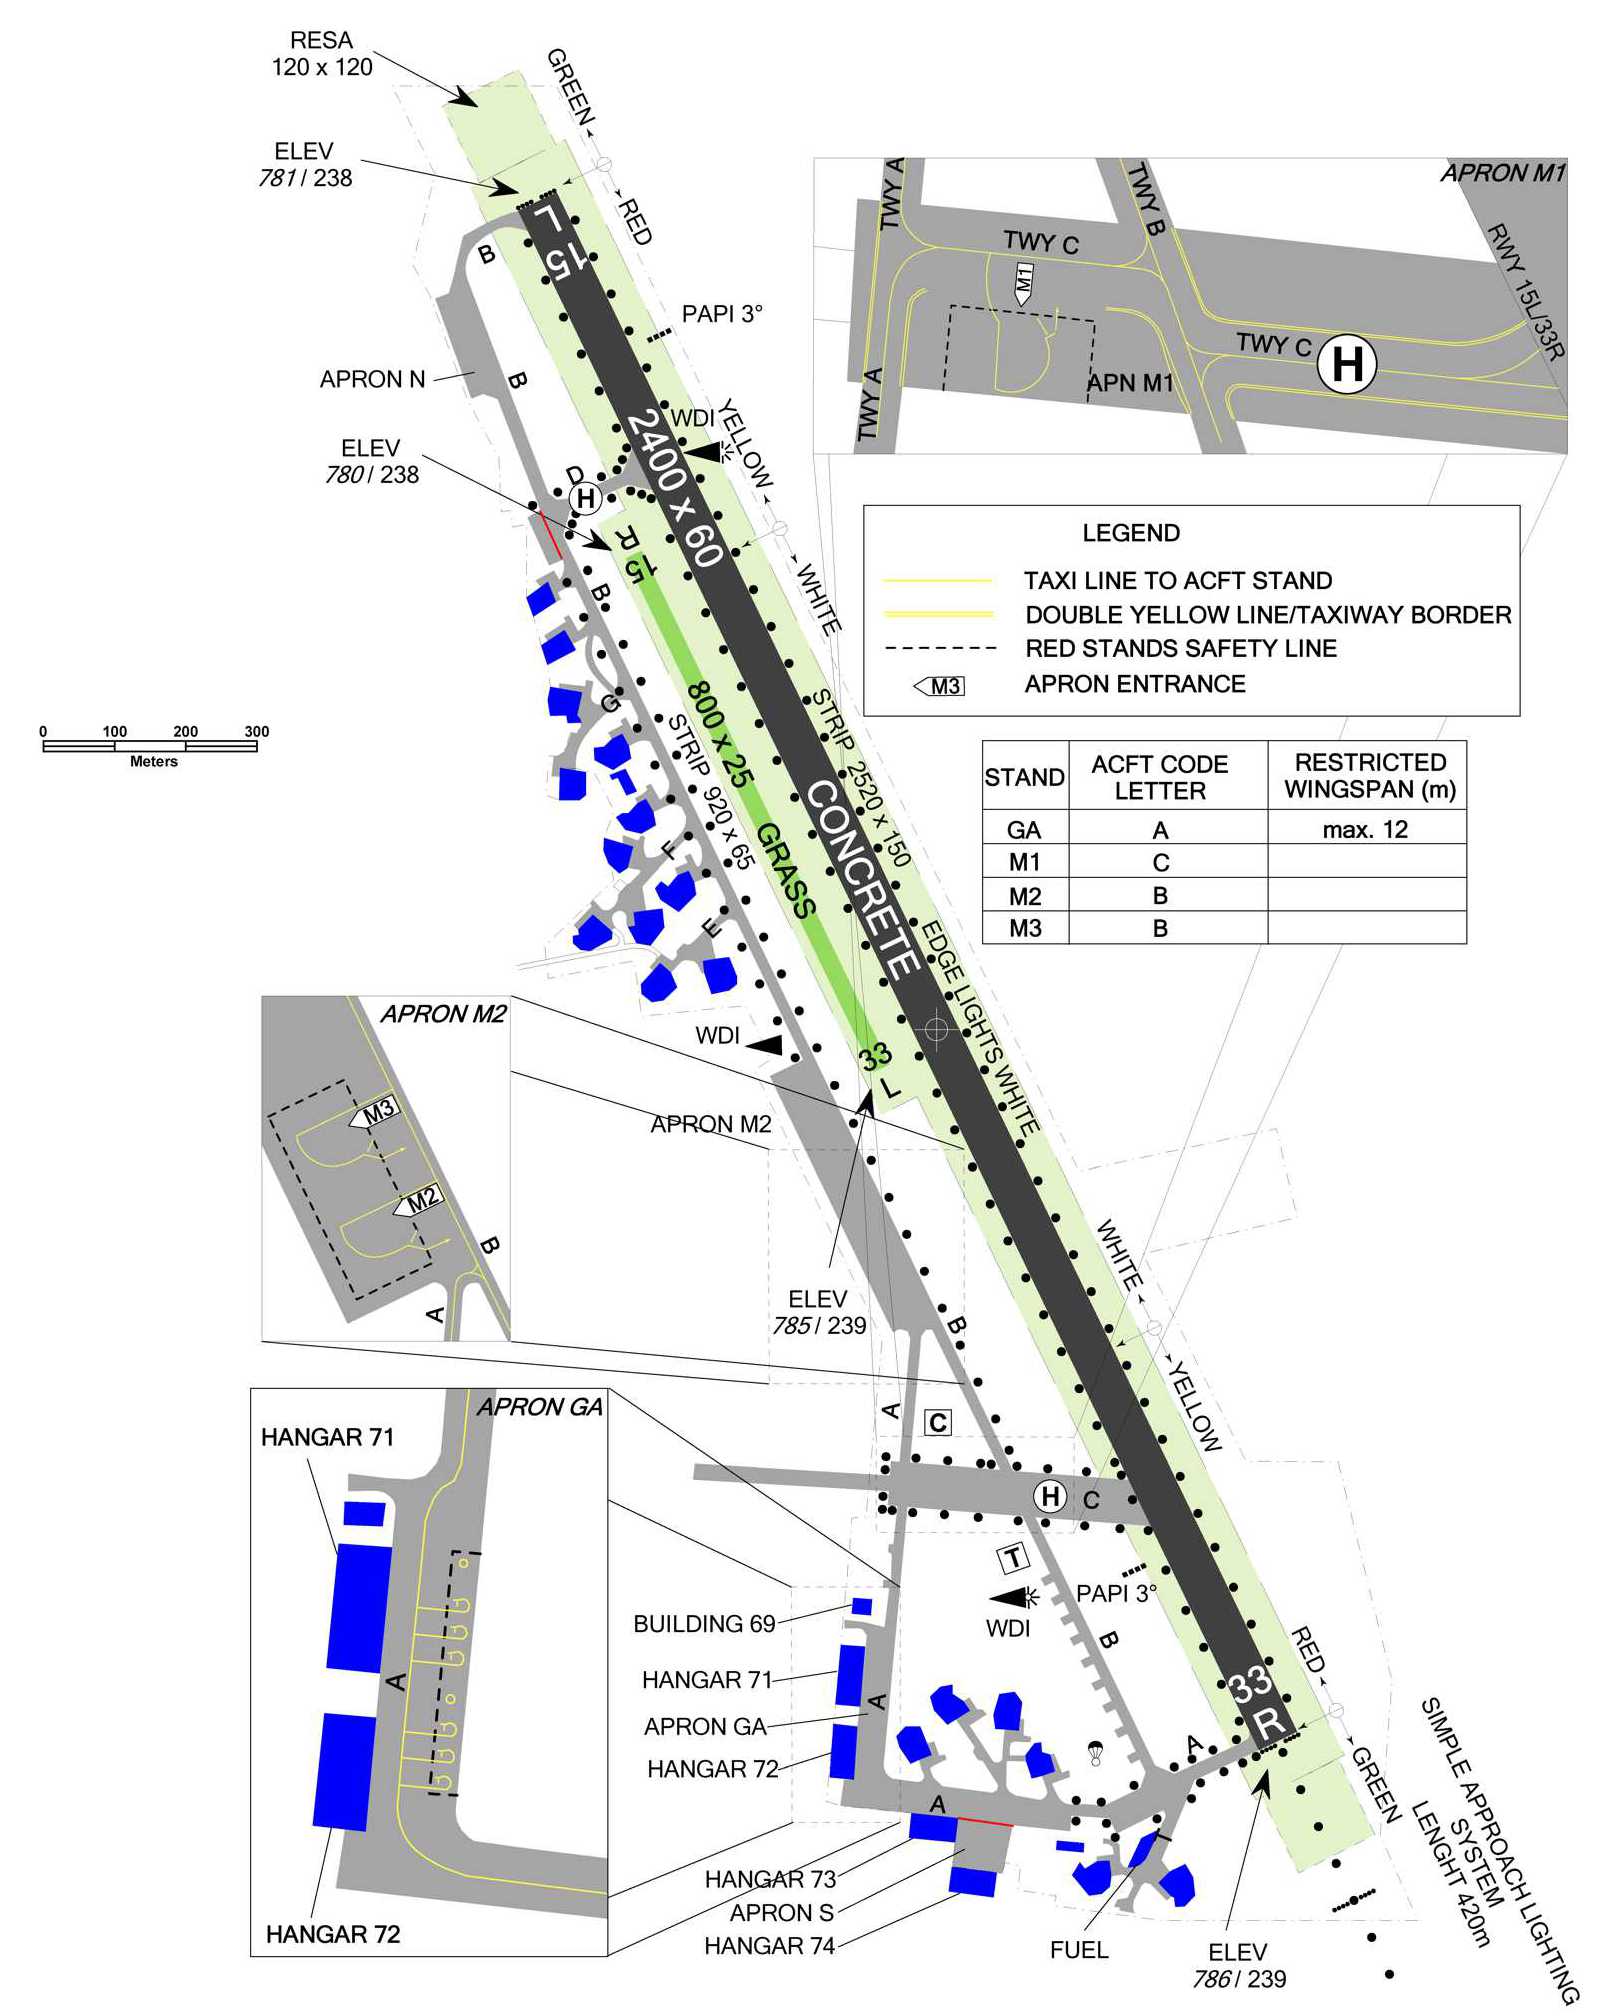 RESA
120 x 120
GREEN
ELEV
781 / 238
RED
B
15
L
PAPI 3°
APRON N
B
WDI
YELLOW
ELEV
780 / 238
D
H
2400 x 60
15
R
B
WHITE
G
800 x 25
STRIP 920 x 65
STRIP 2520 x 150
GRASS
CONCRETE
F
E
EDGE LIGHTS WHITE
WDI
33
L
APRON M2
ELEV
785 / 239
WHITE
YELLOW
B
A
C
H
C
T
PAPI 3°
WDI
B
RED
33
R
A
GREEN
SIMPLE APPROACH LIGHTING
SYSTEM
LENGHT 420m
BUILDING 69
HANGAR 71
A
APRON GA
HANGAR 72
A
HANGAR 73
APRON S
HANGAR 74
T
FUEL
ELEV
786 / 239
0 100 200 300
Meters
APRON M1
TWY A
TWY B
TWY C
M1
RWY 15L/33R
TWY C
H
APN M1
TWY A
LEGEND
TAXI LINE TO ACFT STAND
DOUBLE YELLOW LINE/TAXIWAY BORDER
RED STANDS SAFETY LINE
M3 APRON ENTRANCE
STAND
ACFT CODE
LETTER
RESTRICTED
WINGSPAN (m)
GA A max. 12
M1 C
M2 B
M3 B
APRON M2
M3
M2
B
A
APRON GA
HANGAR 71
A
HANGAR 72